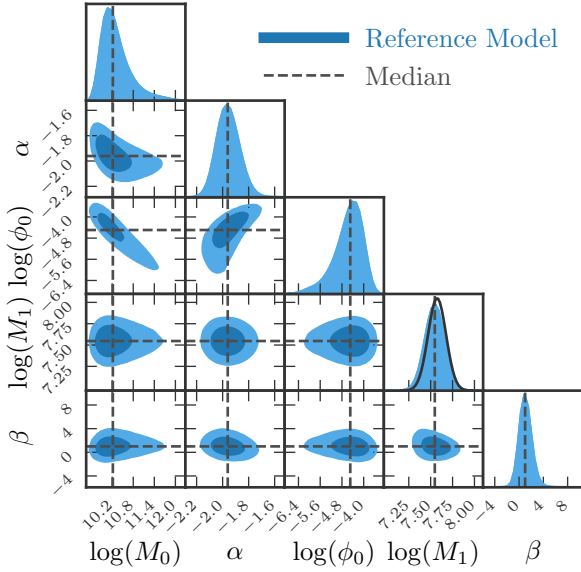 Reference Model
Median
α
−1.6
−1.8
−2.0
−2.2
log(ϕ₀)
−4.0
−4.8
−5.6
−6.4
log(M₁)
8.00
7.75
7.50
7.25
β
8
4
0
−4
10.2 10.8 11.4 12.0
−2.2 −2.0 −1.8 −1.6
−6.4 −5.6 −4.8 −4.0
7.25 7.50 7.75 8.00
−4 0 4 8
log(M₀) α log(ϕ₀) log(M₁) β